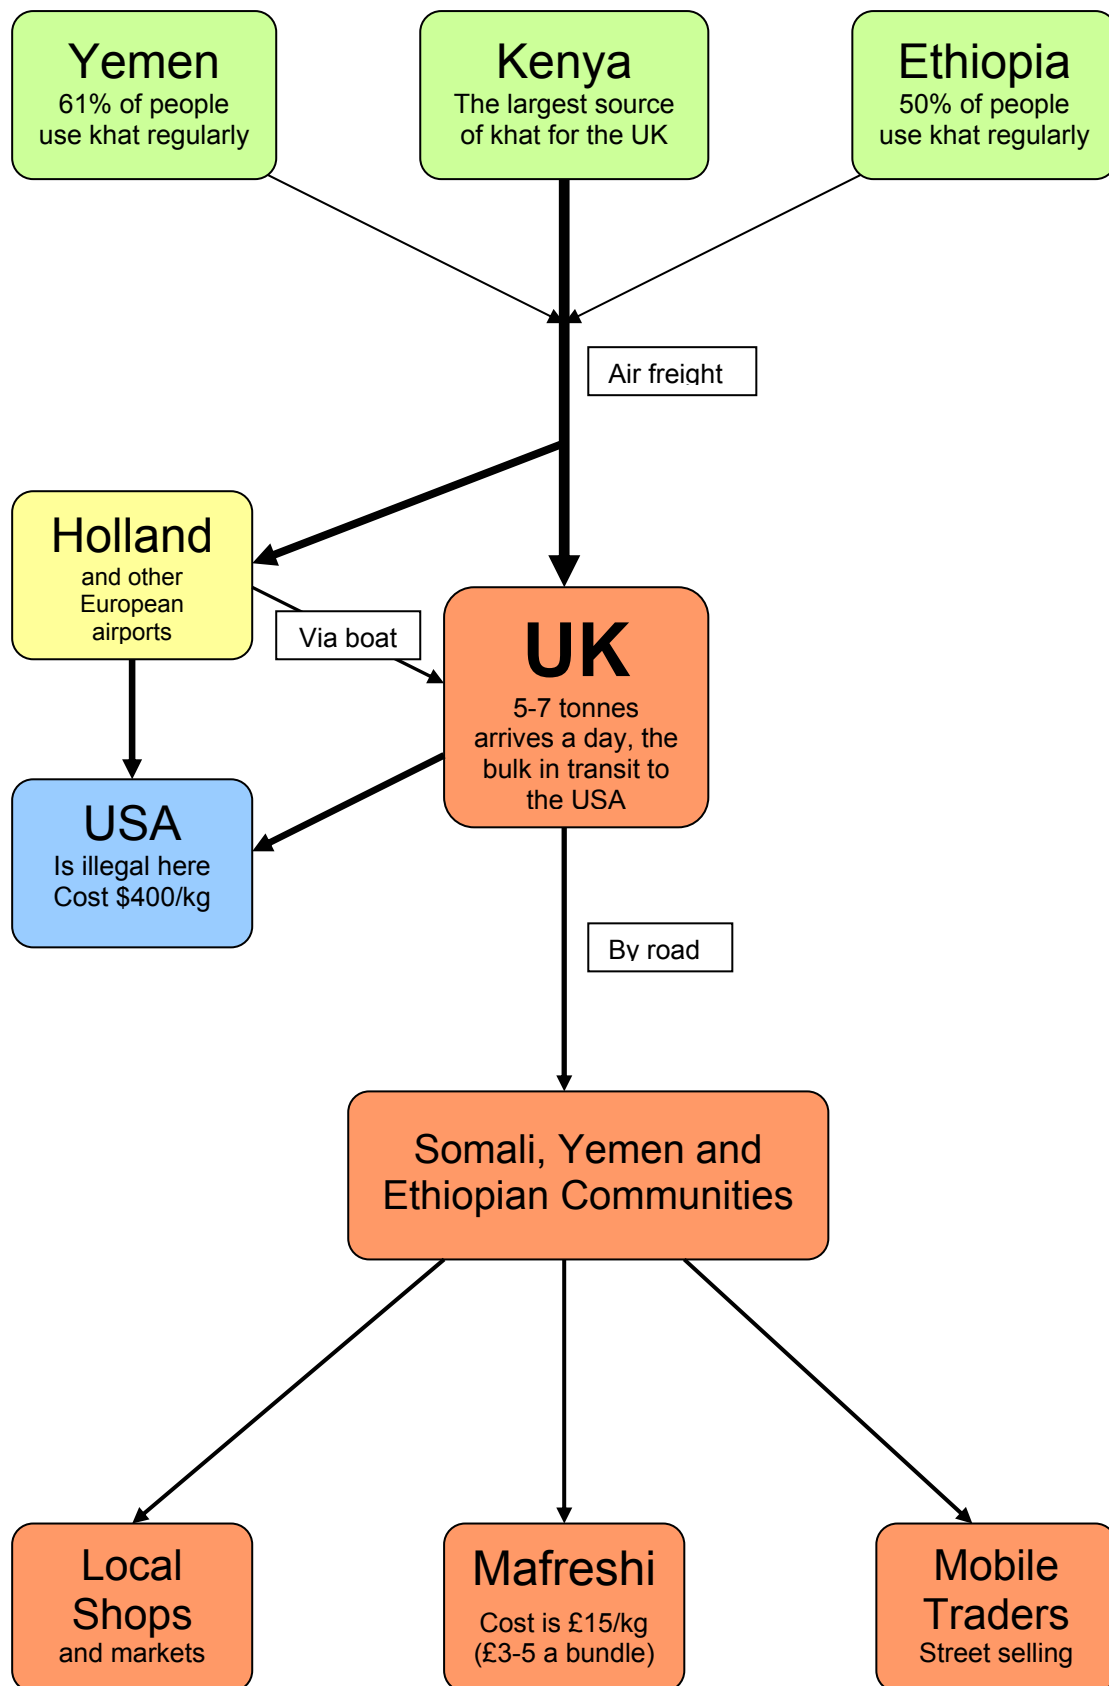 Yemen
61% of people
use khat regularly
Kenya
The largest source
of khat for the UK
Ethiopia
50% of people
use khat regularly
Air freight
Holland
and other
European
airports
Via boat
UK
5-7 tonnes
arrives a day, the
bulk in transit to
the USA
USA
Is illegal here
Cost $400/kg
By road
Somali, Yemen and
Ethiopian Communities
Local
Shops
and markets
Mafreshi
Cost is £15/kg
(£3-5 a bundle)
Mobile
Traders
Street selling